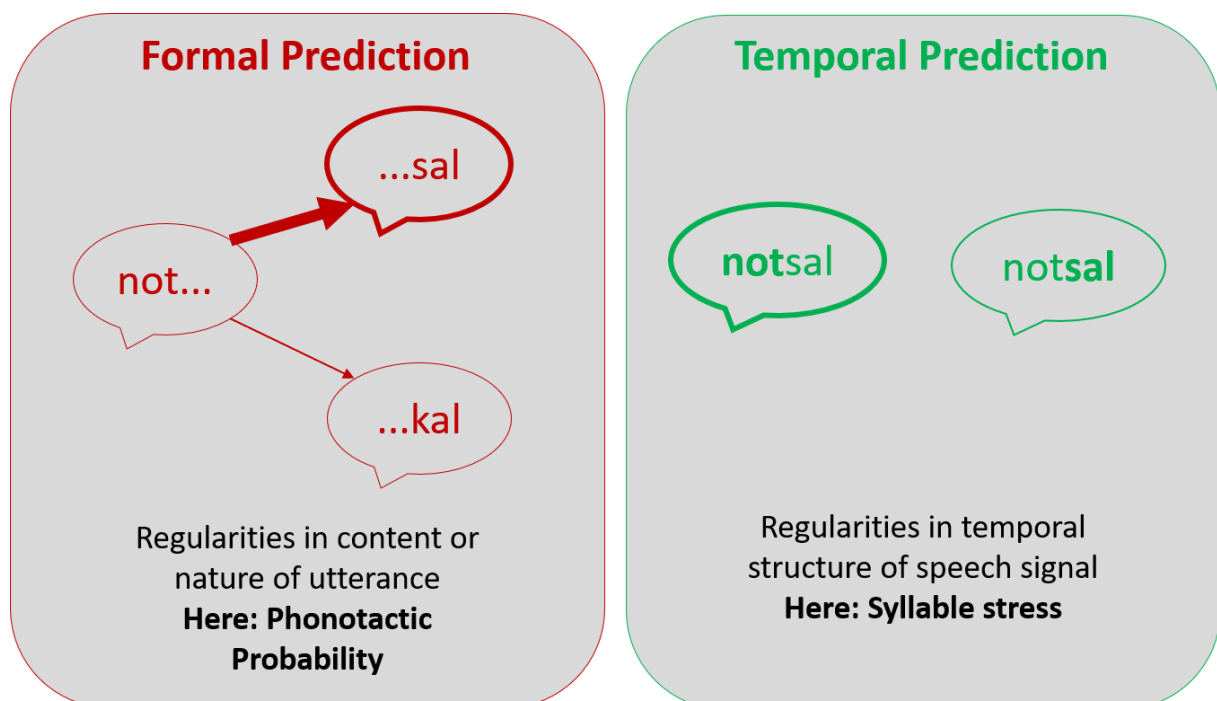 Formal Prediction
...sal
not...
...kal
Regularities in content or
nature of utterance
Here: Phonotactic
Probability
Temporal Prediction
notsal
notsal
Regularities in temporal
structure of speech signal
Here: Syllable stress